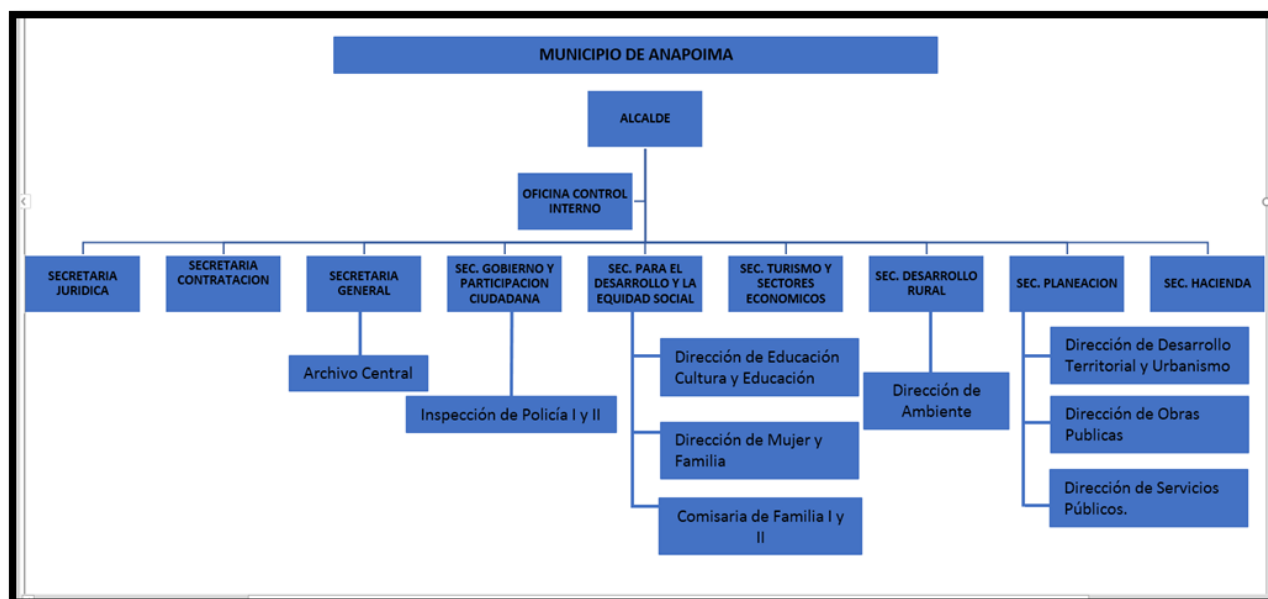 MUNICIPIO DE ANAPOIMA
ALCALDE
OFICINA CONTROL
INTERNO
SECRETARIA
JURIDICA
SECRETARIA
CONTRATACION
SECRETARIA
GENERAL
SEC. GOBIERNO Y
PARTICIPACION
CIUDADANA
SEC. PARA EL
DESARROLLO Y LA
EQUIDAD SOCIAL
SEC. TURISMO Y
SECTORES
ECONOMICOS
SEC. DESARROLLO
RURAL
SEC. PLANEACION
SEC. HACIENDA
Archivo Central
Inspección de Policía I y II
Dirección de Educación
Cultura y Educación
Dirección de Mujer y
Familia
Comisaria de Familia I y
II
Dirección de
Ambiente
Dirección de Desarrollo
Territorial y Urbanismo
Dirección de Obras
Publicas
Dirección de Servicios
Públicos.